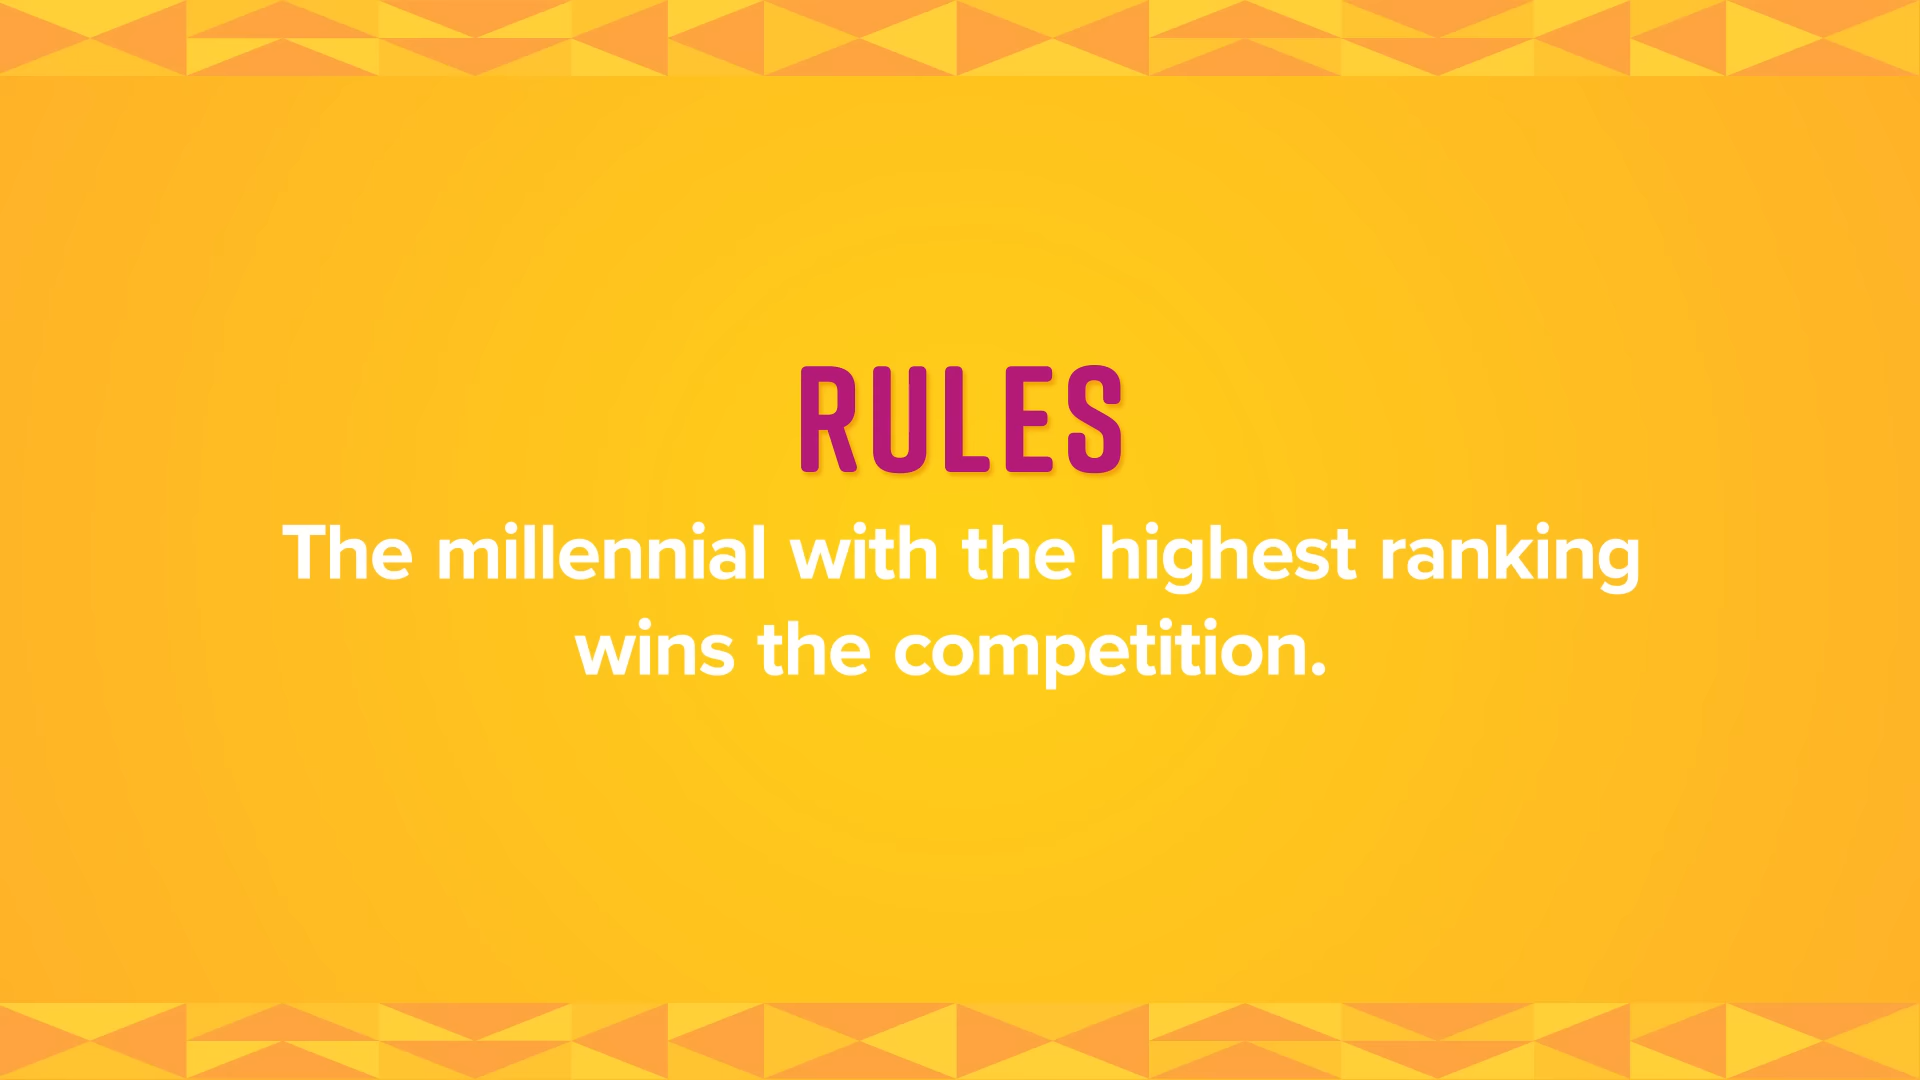 RULES
The millennial with the highest ranking
wins the competition.